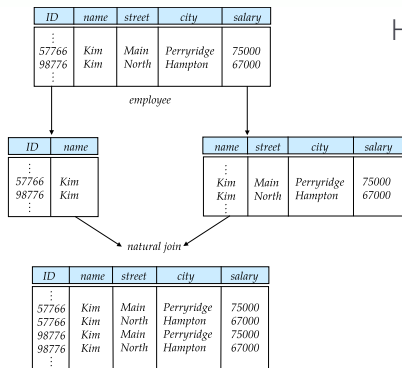 H
ID name street city salary
⋮
57766 Kim Main Perryridge 75000
98776 Kim North Hampton 67000
⋮
employee
ID name
⋮
57766 Kim
98776 Kim
⋮
name street city salary
⋮
Kim Main Perryridge 75000
Kim North Hampton 67000
⋮
natural join
ID name street city salary
⋮
57766 Kim Main Perryridge 75000
57766 Kim North Hampton 67000
98776 Kim Main Perryridge 75000
98776 Kim North Hampton 67000
⋮